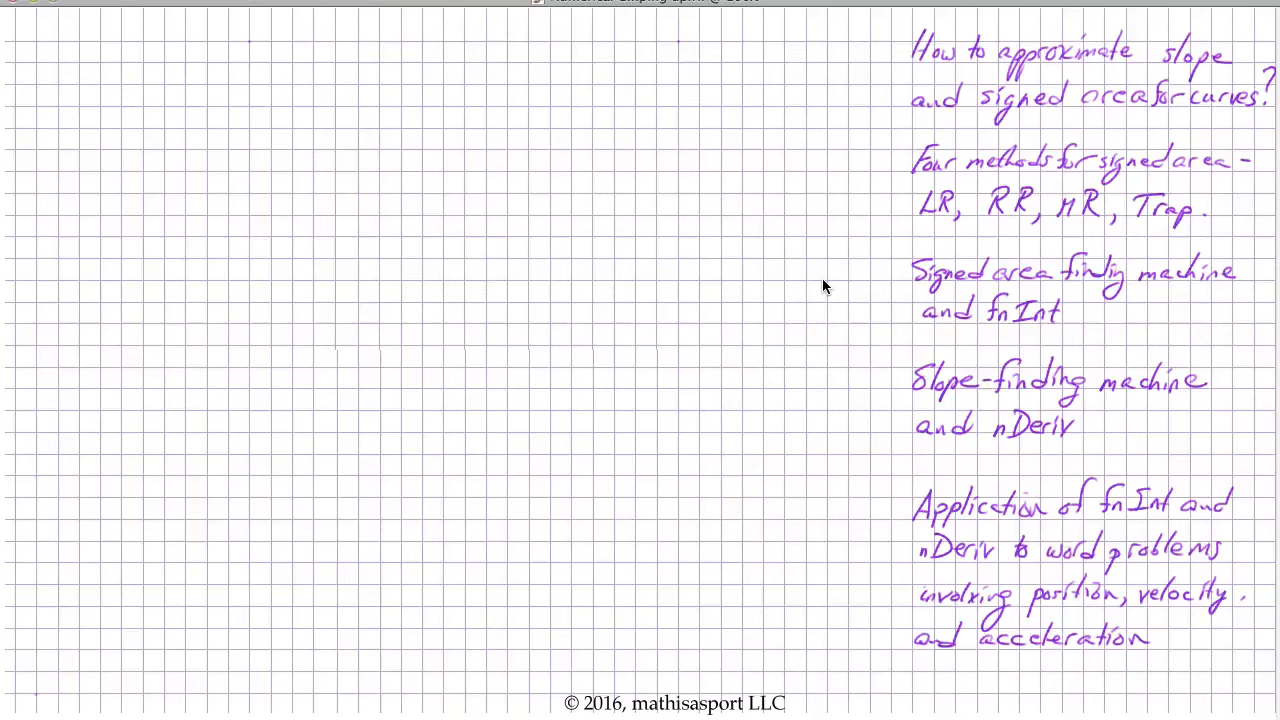 How to approximate slope
and signed area for curves?
Four methods for signed area -
LR, RR, MR, Trap.
Signed area finding machine
and fnInt
Slope-finding machine
and nDeriv
Application of fnInt and
nDeriv to word problems
involving position, velocity.
and acceleration
© 2016, mathisasport LLC